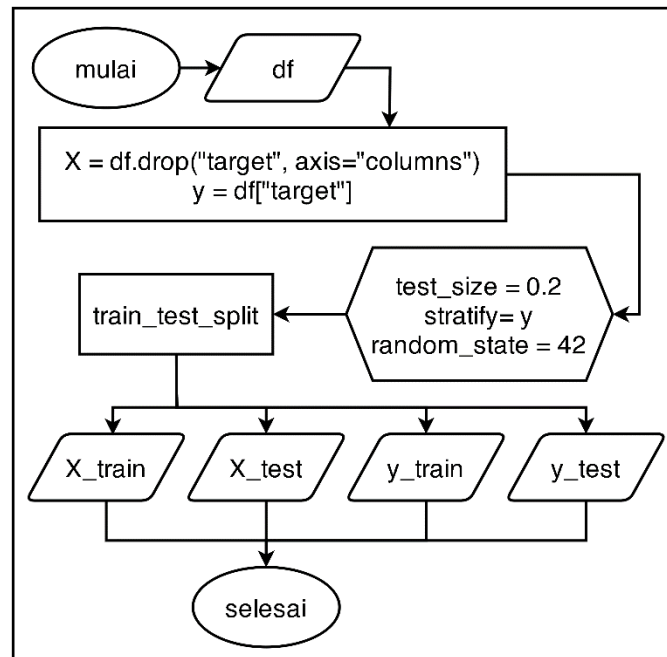 mulai
df
X = df.drop("target", axis="columns")
y = df["target"]
test_size = 0.2
stratify= y
random_state = 42
train_test_split
X_train
X_test
y_train
y_test
selesai